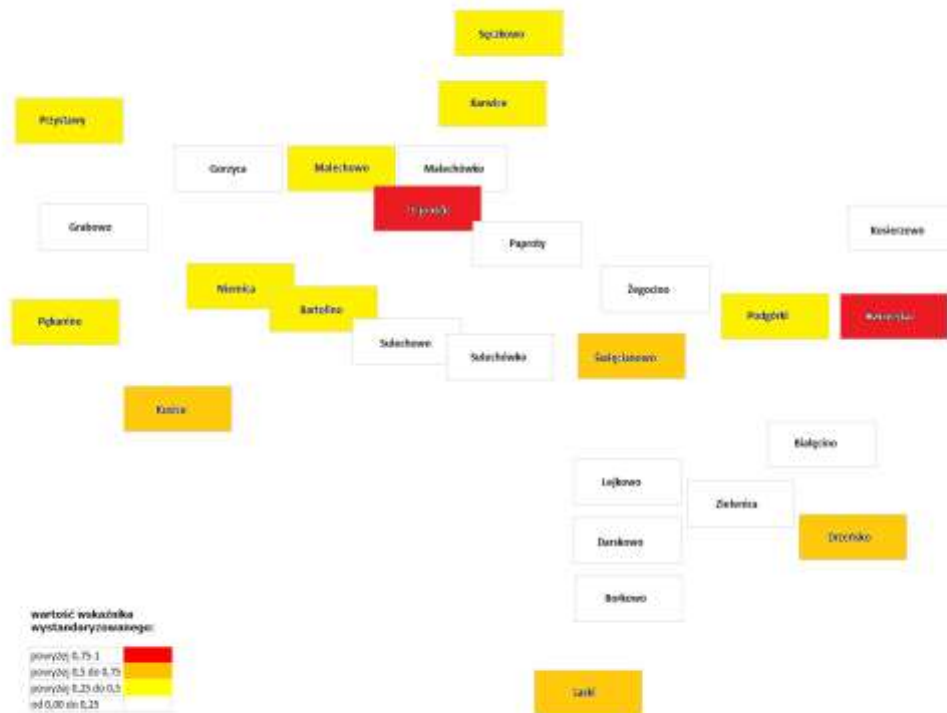 Sęczkowo
Karwice
Przystawy
Gorzyca
Malechowo
Malechówko
Grabowo
Paproty
Kosierzewo
Niemica
Żegocino
Bartolino
Pękanino
Podgórki
Sulechowo
Sulechówko
Święcianowo
Kusice
Białęcino
Lejkowo
Zielenica
Darskowo
Drzeńsko
Borkowo
wartość wskaźnika
wystandaryzowanego:
powyżej 0,75-1
powyżej 0,5 do 0,75
powyżej 0,25 do 0,5
od 0,00 do 0,25
Laski